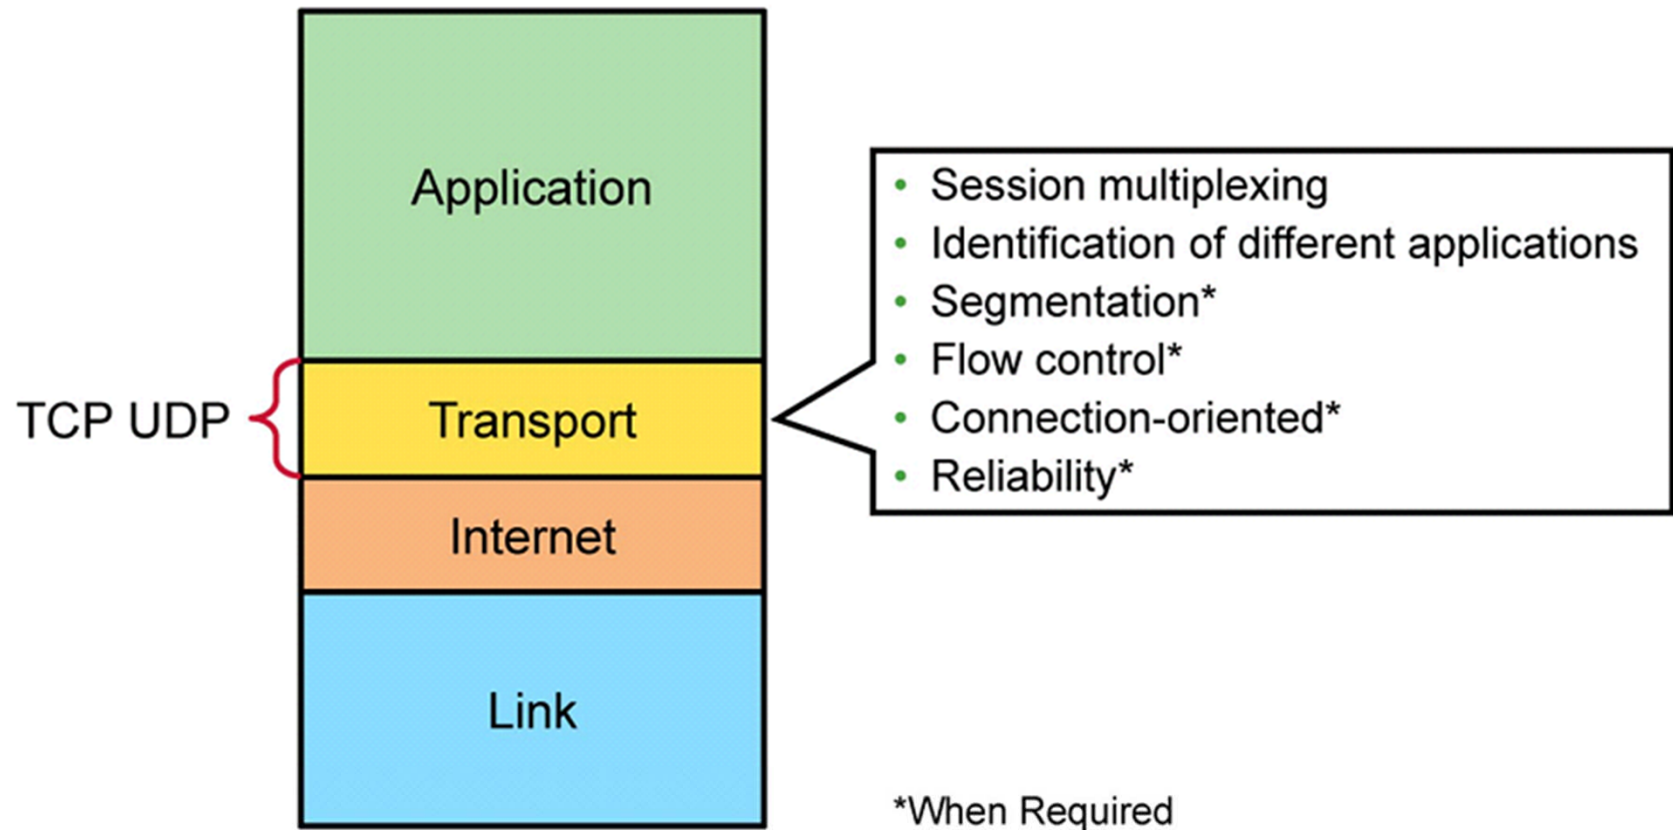 Application
TCP UDP
Transport
Internet
Link
• Session multiplexing
• Identification of different applications
• Segmentation*
• Flow control*
• Connection-oriented*
• Reliability*
*When Required